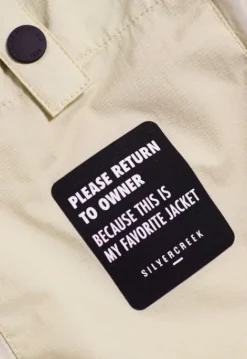 PLEASE RETURN
TO OWNER
BECAUSE THIS IS
MY FAVORITE JACKET
SILVERCREEK